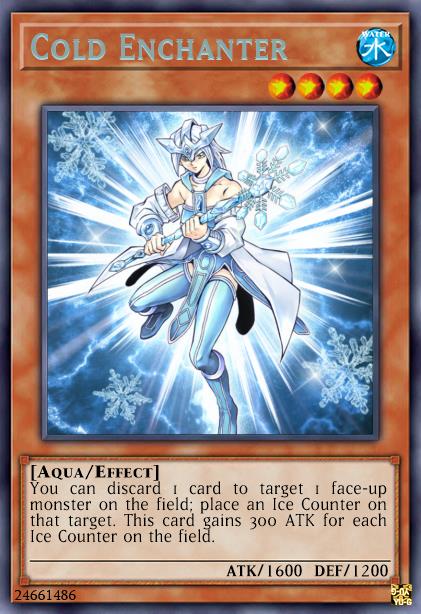 COLD ENCHANTER
WATER
水
[AQUA/EFFECT]
You can discard 1 card to target 1 face-up
monster on the field; place an Ice Counter on
that target. This card gains 300 ATK for each
Ice Counter on the field.
ATK/1600 DEF/1200
24661486